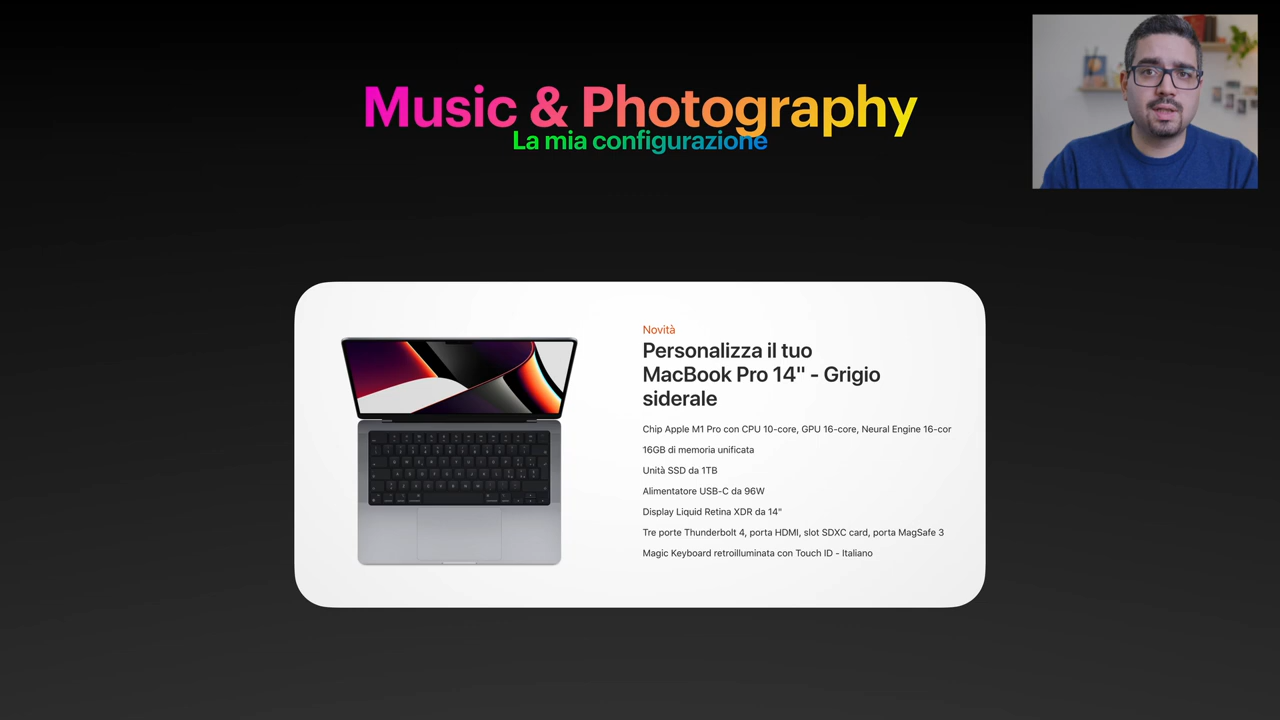 Music & Photography
La mia configurazione
Novità
Personalizza il tuo
MacBook Pro 14" - Grigio
siderale
Chip Apple M1 Pro con CPU 10-core, GPU 16-core, Neural Engine 16-cor
16GB di memoria unificata
Unità SSD da 1TB
Alimentatore USB-C da 96W
Display Liquid Retina XDR da 14"
Tre porte Thunderbolt 4, porta HDMI, slot SDXC card, porta MagSafe 3
Magic Keyboard retroilluminata con Touch ID - Italiano